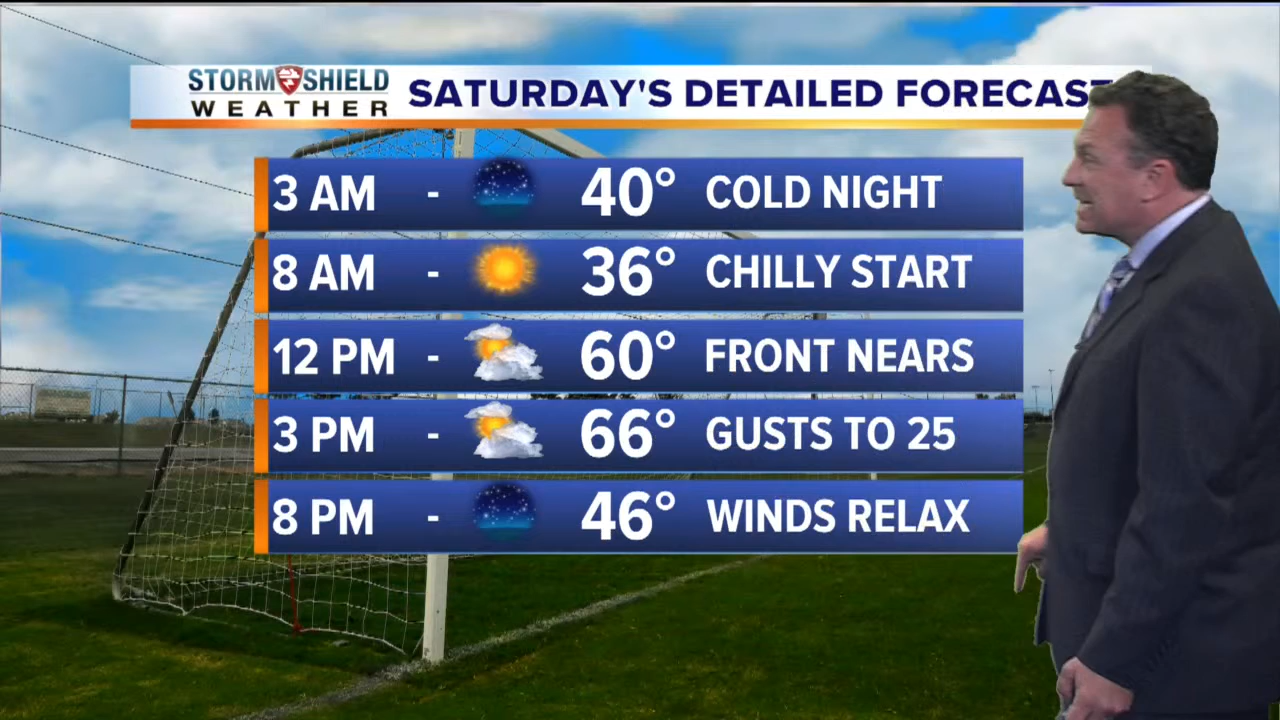 STORM SHIELD
WEATHER
SATURDAY'S DETAILED FORECAST
3 AM - 40° COLD NIGHT
8 AM - 36° CHILLY START
12 PM - 60° FRONT NEARS
3 PM - 66° GUSTS TO 25
8 PM - 46° WINDS RELAX